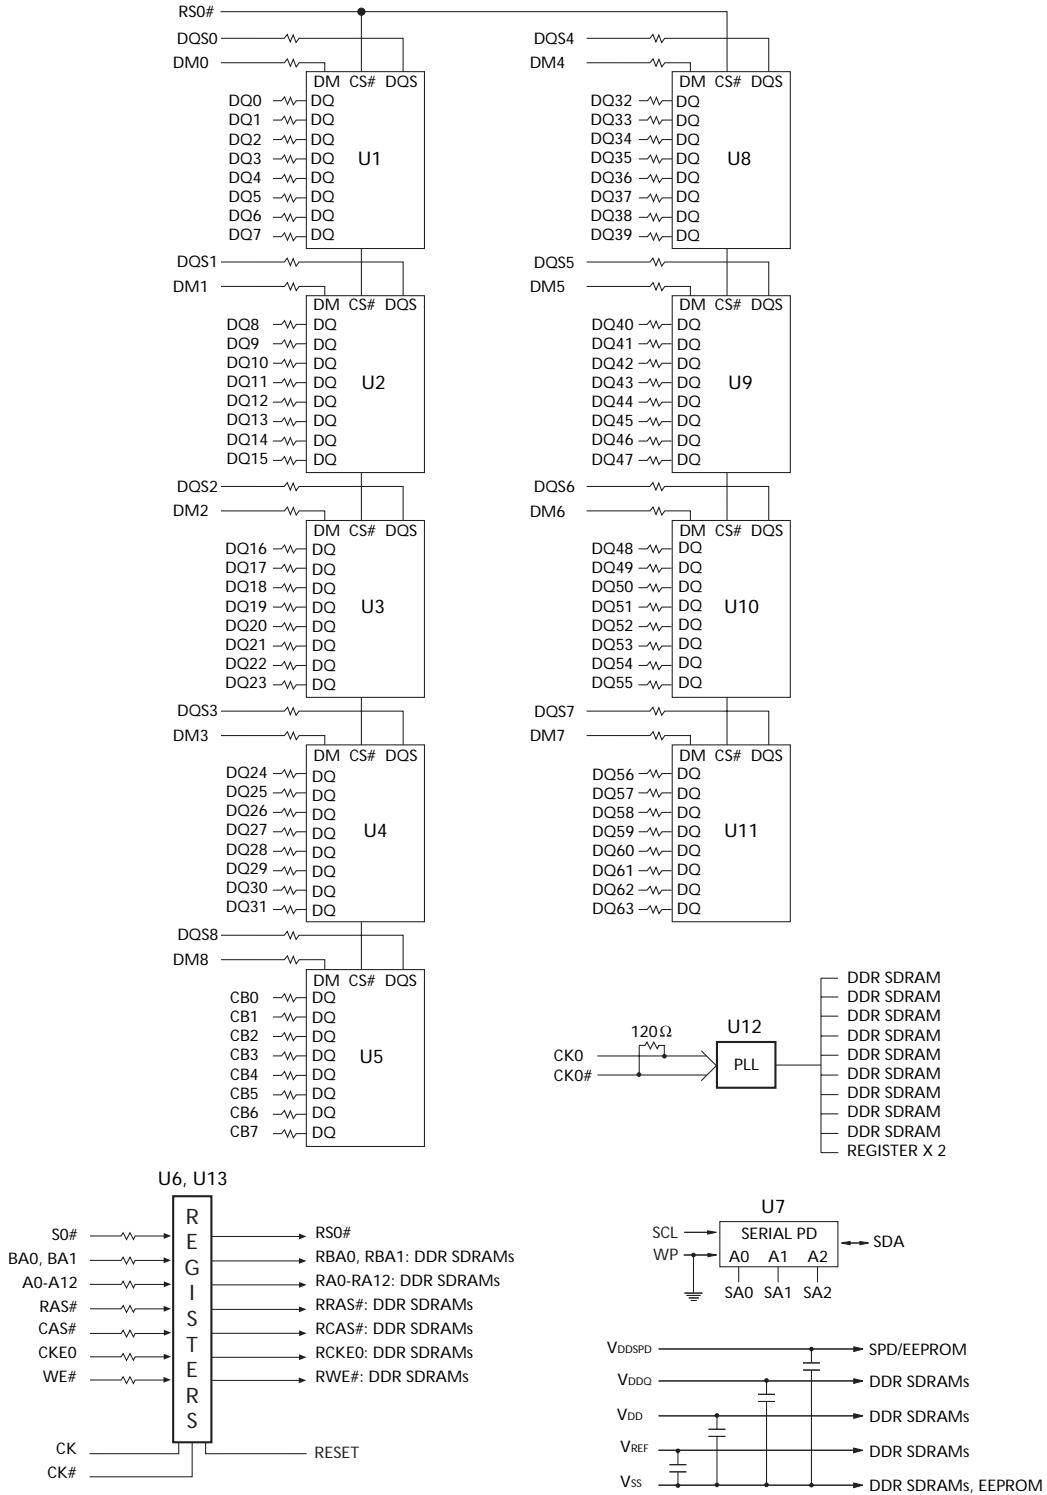 RS0#
DQS0
DM0
DM CS# DQS
DQ0 DQ
DQ1 DQ
DQ2 DQ
DQ3 DQ
DQ4 DQ
DQ5 DQ
DQ6 DQ
DQ7 DQ
U1
DQS1
DM1
DM CS# DQS
DQ8 DQ
DQ9 DQ
DQ10 DQ
DQ11 DQ
DQ12 DQ
DQ13 DQ
DQ14 DQ
DQ15 DQ
U2
DQS2
DM2
DM CS# DQS
DQ16 DQ
DQ17 DQ
DQ18 DQ
DQ19 DQ
DQ20 DQ
DQ21 DQ
DQ22 DQ
DQ23 DQ
U3
DQS3
DM3
DM CS# DQS
DQ24 DQ
DQ25 DQ
DQ26 DQ
DQ27 DQ
DQ28 DQ
DQ29 DQ
DQ30 DQ
DQ31 DQ
U4
DQS8
DM8
DM CS# DQS
CB0 DQ
CB1 DQ
CB2 DQ
CB3 DQ
CB4 DQ
CB5 DQ
CB6 DQ
CB7 DQ
U5
DQS4
DM4
DM CS# DQS
DQ32 DQ
DQ33 DQ
DQ34 DQ
DQ35 DQ
DQ36 DQ
DQ37 DQ
DQ38 DQ
DQ39 DQ
U8
DQS5
DM5
DM CS# DQS
DQ40 DQ
DQ41 DQ
DQ42 DQ
DQ43 DQ
DQ44 DQ
DQ45 DQ
DQ46 DQ
DQ47 DQ
U9
DQS6
DM6
DM CS# DQS
DQ48 DQ
DQ49 DQ
DQ50 DQ
DQ51 DQ
DQ52 DQ
DQ53 DQ
DQ54 DQ
DQ55 DQ
U10
DQS7
DM7
DM CS# DQS
DQ56 DQ
DQ57 DQ
DQ58 DQ
DQ59 DQ
DQ60 DQ
DQ61 DQ
DQ62 DQ
DQ63 DQ
U11
120Ω
U12
CK0
CK0#
PLL
DDR SDRAM
DDR SDRAM
DDR SDRAM
DDR SDRAM
DDR SDRAM
DDR SDRAM
DDR SDRAM
DDR SDRAM
DDR SDRAM
REGISTER X 2
U6, U13
REGISTERS
S0# RS0#
BA0, BA1 RBA0, RBA1: DDR SDRAMs
A0-A12 RA0-RA12: DDR SDRAMs
RAS# RRAS#: DDR SDRAMs
CAS# RCAS#: DDR SDRAMs
CKE0 RCKE0: DDR SDRAMs
WE# RWE#: DDR SDRAMs
CK RESET
CK#
U7
SCL SERIAL PD SDA
WP A0 A1 A2
SA0 SA1 SA2
VDDSPD SPD/EEPROM
VDDQ DDR SDRAMs
VDD DDR SDRAMs
VREF DDR SDRAMs
VSS DDR SDRAMs, EEPROM